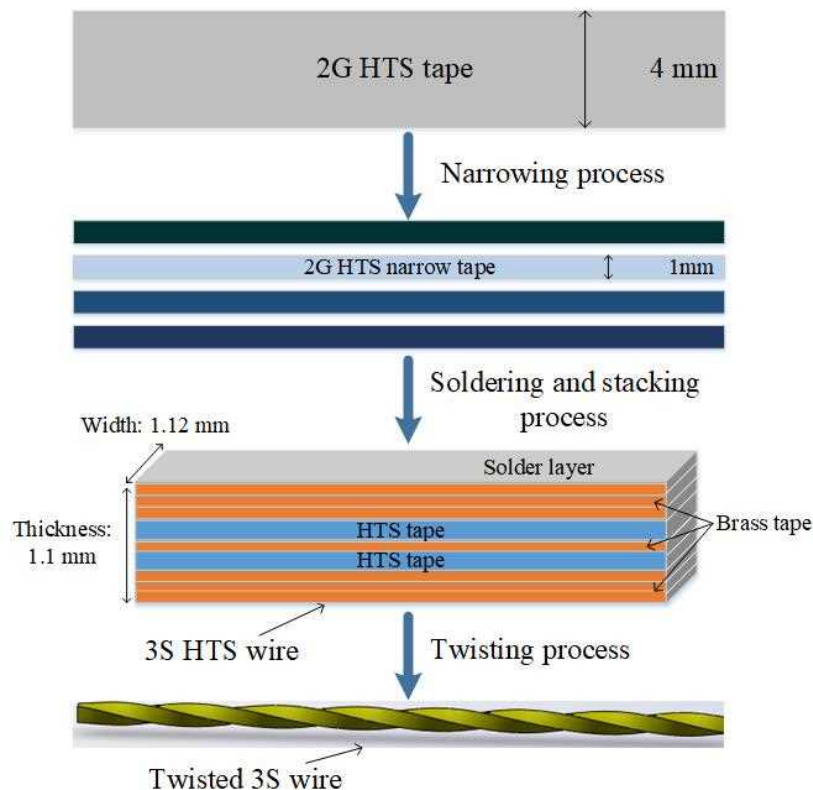 2G HTS tape
4 mm
Narrowing process
2G HTS narrow tape
1mm
Soldering and stacking
process
Width: 1.12 mm
Solder layer
Thickness:
1.1 mm
HTS tape
HTS tape
Brass tape
3S HTS wire
Twisting process
Twisted 3S wire